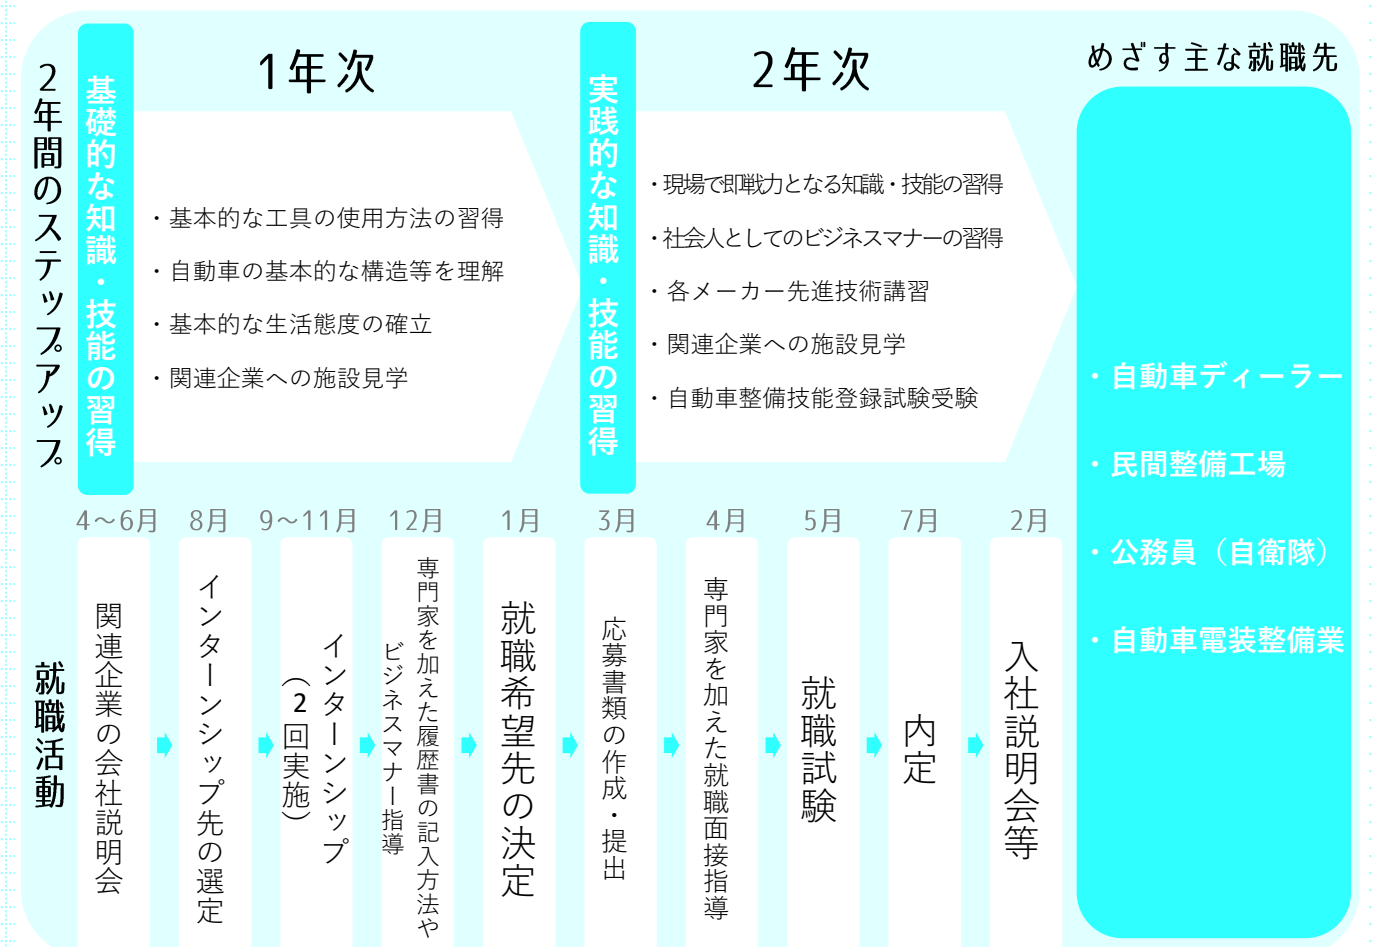 2年間のステップアップ
1年次
基礎的な知識・技能の習得
・基本的な工具の使用方法の習得
・自動車の基本的な構造等を理解
・基本的な生活態度の確立
・関連企業への施設見学
2年次
実践的な知識・技能の習得
・現場で即戦力となる知識・技能の習得
・社会人としてのビジネスマナーの習得
・各メーカー先進技術講習
・関連企業への施設見学
・自動車整備技能登録試験受験
めざす主な就職先
・自動車ディーラー
・民間整備工場
・公務員（自衛隊）
・自動車電装整備業
就職活動
4～6月
関連企業の会社説明会
8月
インターンシップ先の選定
9～11月
インターンシップ
（2回実施）
12月
専門家を加えた履歴書の記入方法や
ビジネスマナー指導
1月
就職希望先の決定
3月
応募書類の作成・提出
4月
専門家を加えた就職面接指導
5月
就職試験
7月
内定
2月
入社説明会等